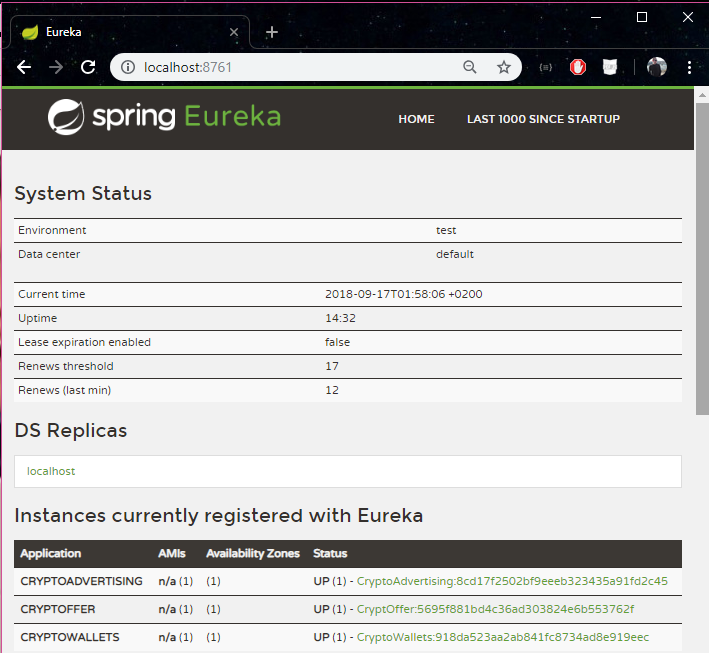 Eureka
localhost:8761
spring Eureka
HOME LAST 1000 SINCE STARTUP
System Status
Environment test
Data center default
Current time 2018-09-17T01:58:06 +0200
Uptime 14:32
Lease expiration enabled false
Renews threshold 17
Renews (last min) 12
DS Replicas
localhost
Instances currently registered with Eureka
Application AMIs Availability Zones Status
CRYPTOADVERTISING n/a (1) (1) UP (1) - CryptoAdvertising:8cd17f2502bf9eeeb323435a91fd2c45
CRYPTOFFER n/a (1) (1) UP (1) - CryptOffer:5695f881bd4c36ad303824e6b553762f
CRYPTOWALLETS n/a (1) (1) UP (1) - CryptoWallets:918da523aa2ab841fc8734ad8e919eec